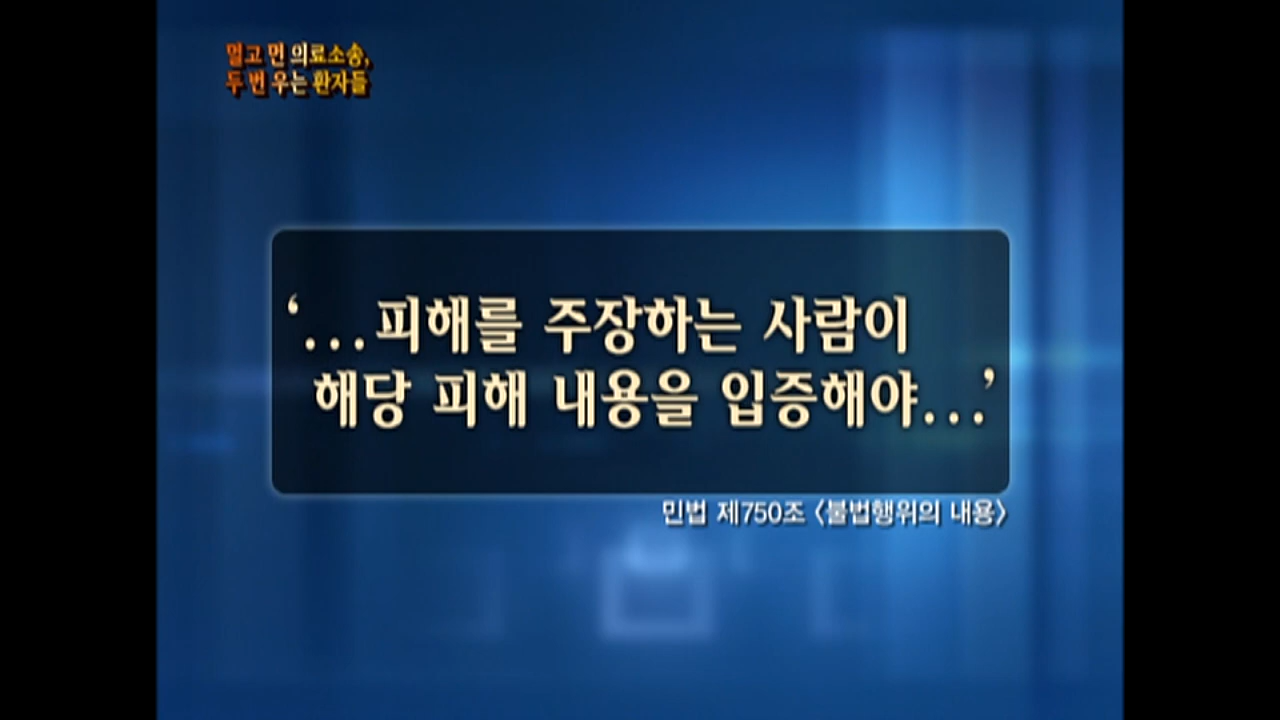 멀고 먼 의료소송,
두 번 우는 환자들
‘...피해를 주장하는 사람이
해당 피해 내용을 입증해야...’
민법 제750조 〈불법행위의 내용〉